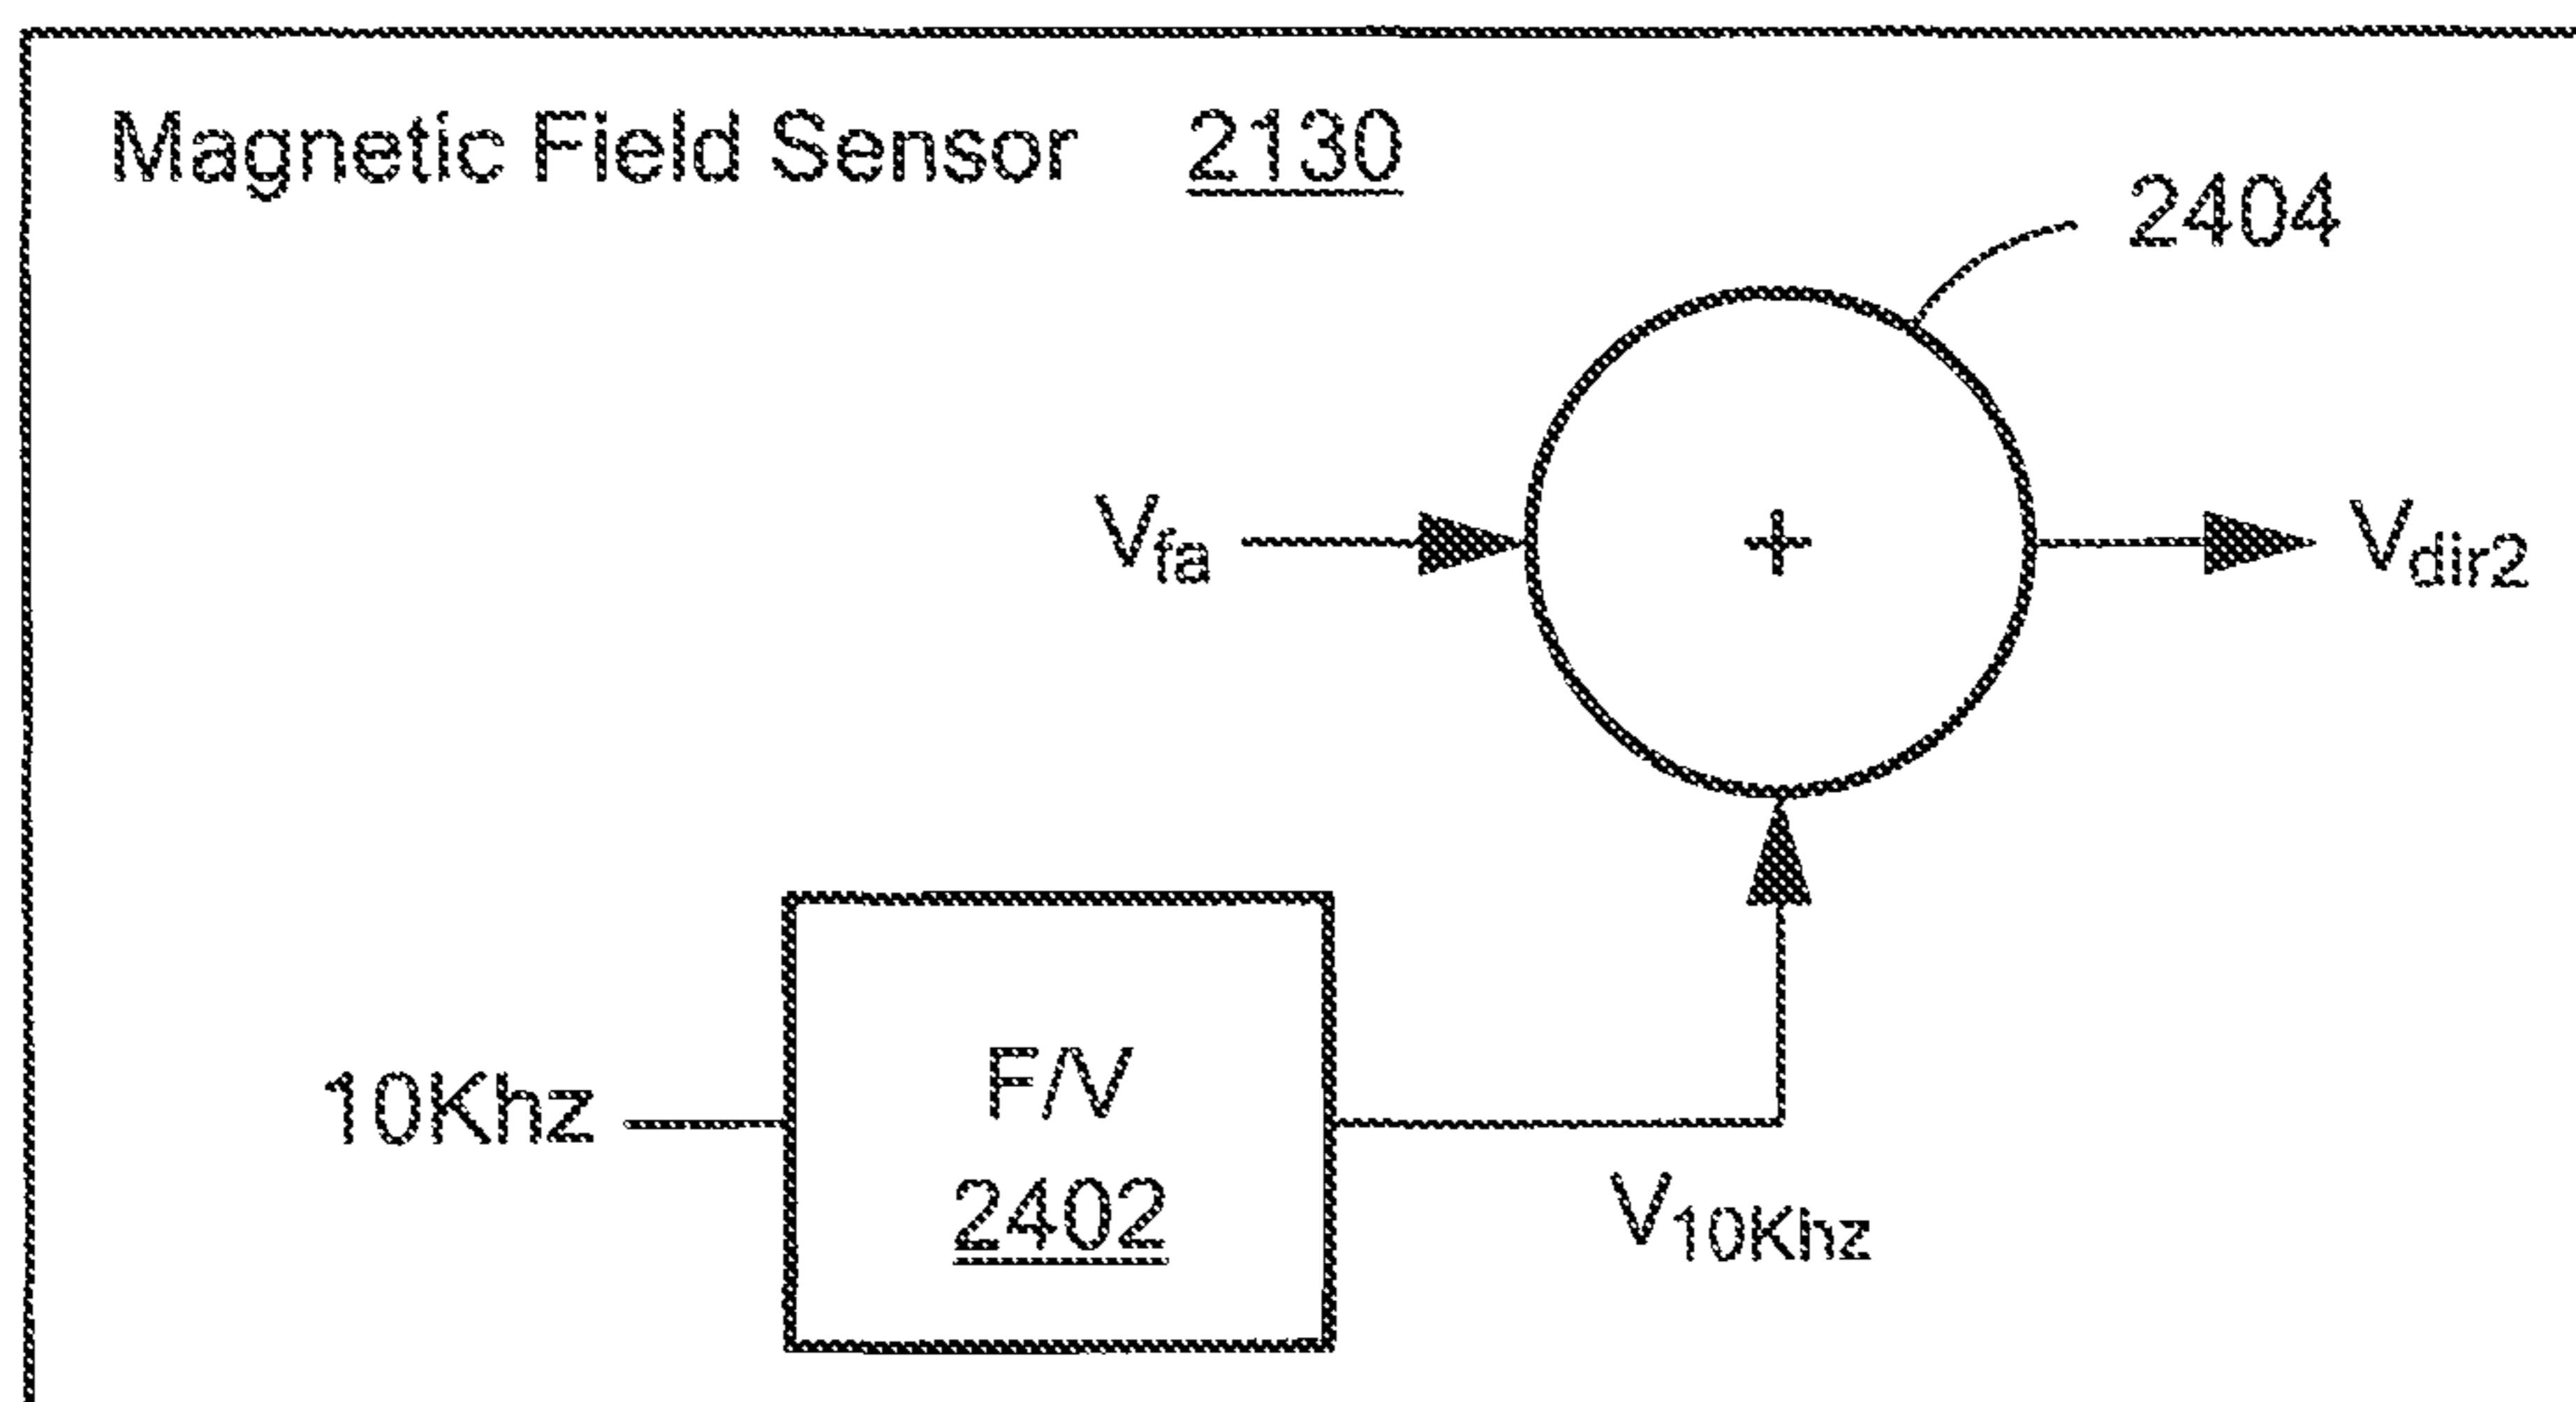 Magnetic Field Sensor 2130
2404
+
Vfa
Vdir2
10Khz
F/V
2402
V10Khz